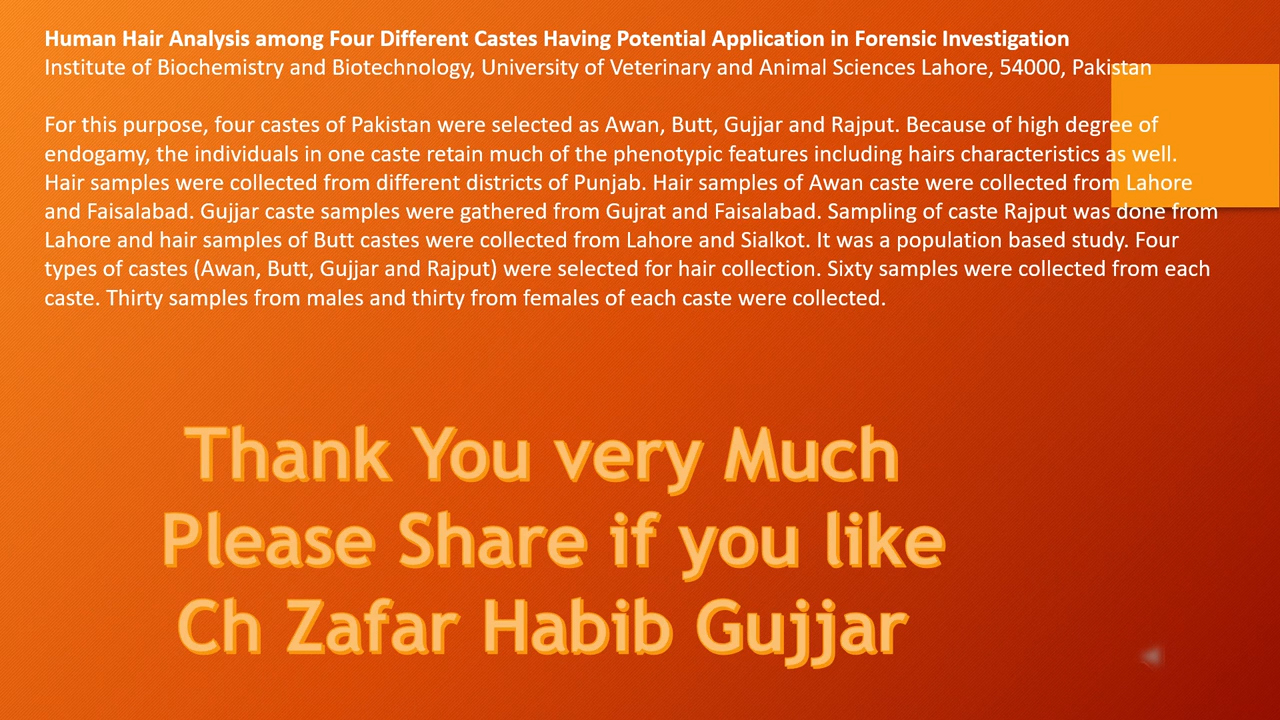 Human Hair Analysis among Four Different Castes Having Potential Application in Forensic Investigation
Institute of Biochemistry and Biotechnology, University of Veterinary and Animal Sciences Lahore, 54000, Pakistan
For this purpose, four castes of Pakistan were selected as Awan, Butt, Gujjar and Rajput. Because of high degree of
endogamy, the individuals in one caste retain much of the phenotypic features including hairs characteristics as well.
Hair samples were collected from different districts of Punjab. Hair samples of Awan caste were collected from Lahore
and Faisalabad. Gujjar caste samples were gathered from Gujrat and Faisalabad. Sampling of caste Rajput was done from
Lahore and hair samples of Butt castes were collected from Lahore and Sialkot. It was a population based study. Four
types of castes (Awan, Butt, Gujjar and Rajput) were selected for hair collection. Sixty samples were collected from each
caste. Thirty samples from males and thirty from females of each caste were collected.
Thank You very Much
Please Share if you like
Ch Zafar Habib Gujjar